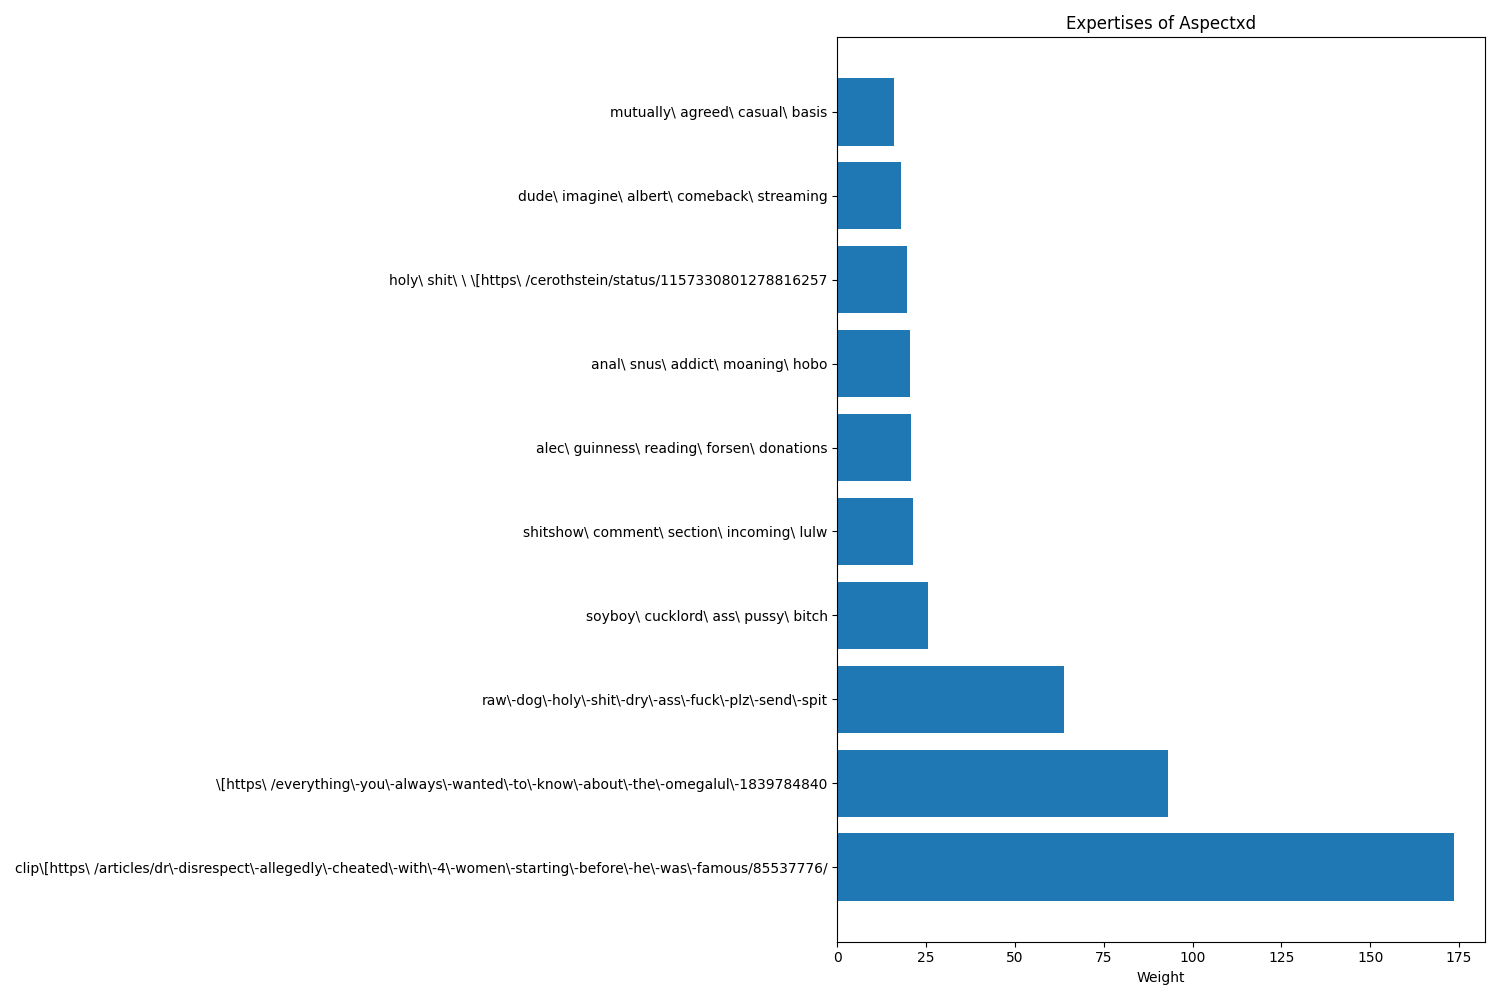 Expertises of Aspectxd
mutually\ agreed\ casual\ basis
dude\ imagine\ albert\ comeback\ streaming
holy\ shit\ \ \[https\ /cerothstein/status/1157330801278816257
anal\ snus\ addict\ moaning\ hobo
alec\ guinness\ reading\ forsen\ donations
shitshow\ comment\ section\ incoming\ lulw
soyboy\ cucklord\ ass\ pussy\ bitch
raw\-dog\-holy\-shit\-dry\-ass\-fuck\-plz\-send\-spit
\[https\ /everything\-you\-always\-wanted\-to\-know\-about\-the\-omegalul\-1839784840
clip\[https\ /articles/dr\-disrespect\-allegedly\-cheated\-with\-4\-women\-starting\-before\-he\-was\-famous/85537776/
0 25 50 75 100 125 150 175
Weight